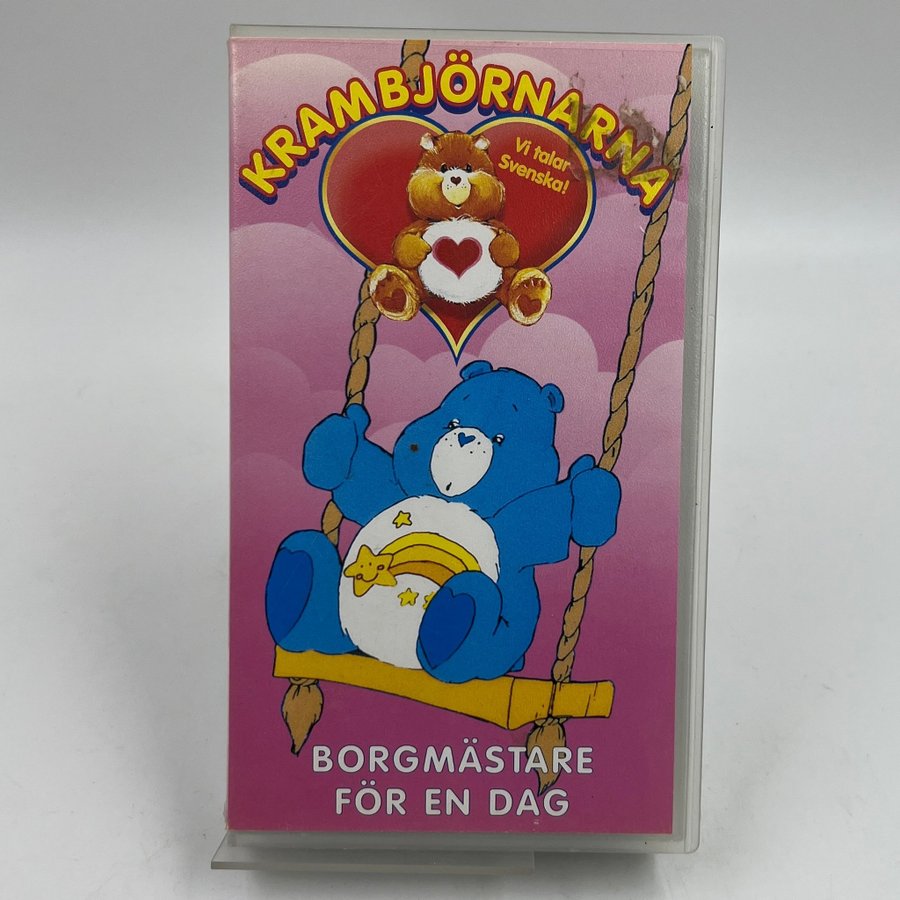 KRAMBJÖRNARNA
Vi talar
Svenska!
BORGMÄSTARE
FÖR EN DAG